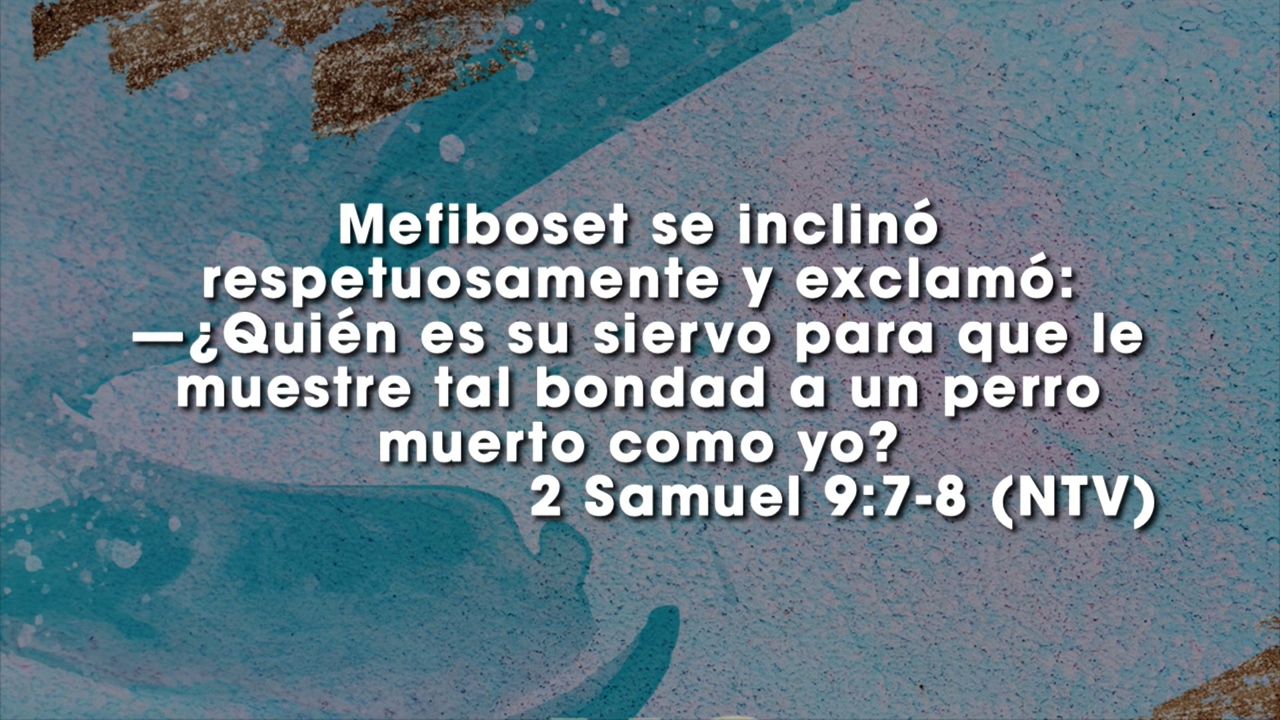 Mefiboset se inclinó
respetuosamente y exclamó:
—¿Quién es su siervo para que le
muestre tal bondad a un perro
muerto como yo?
2 Samuel 9:7-8 (NTV)